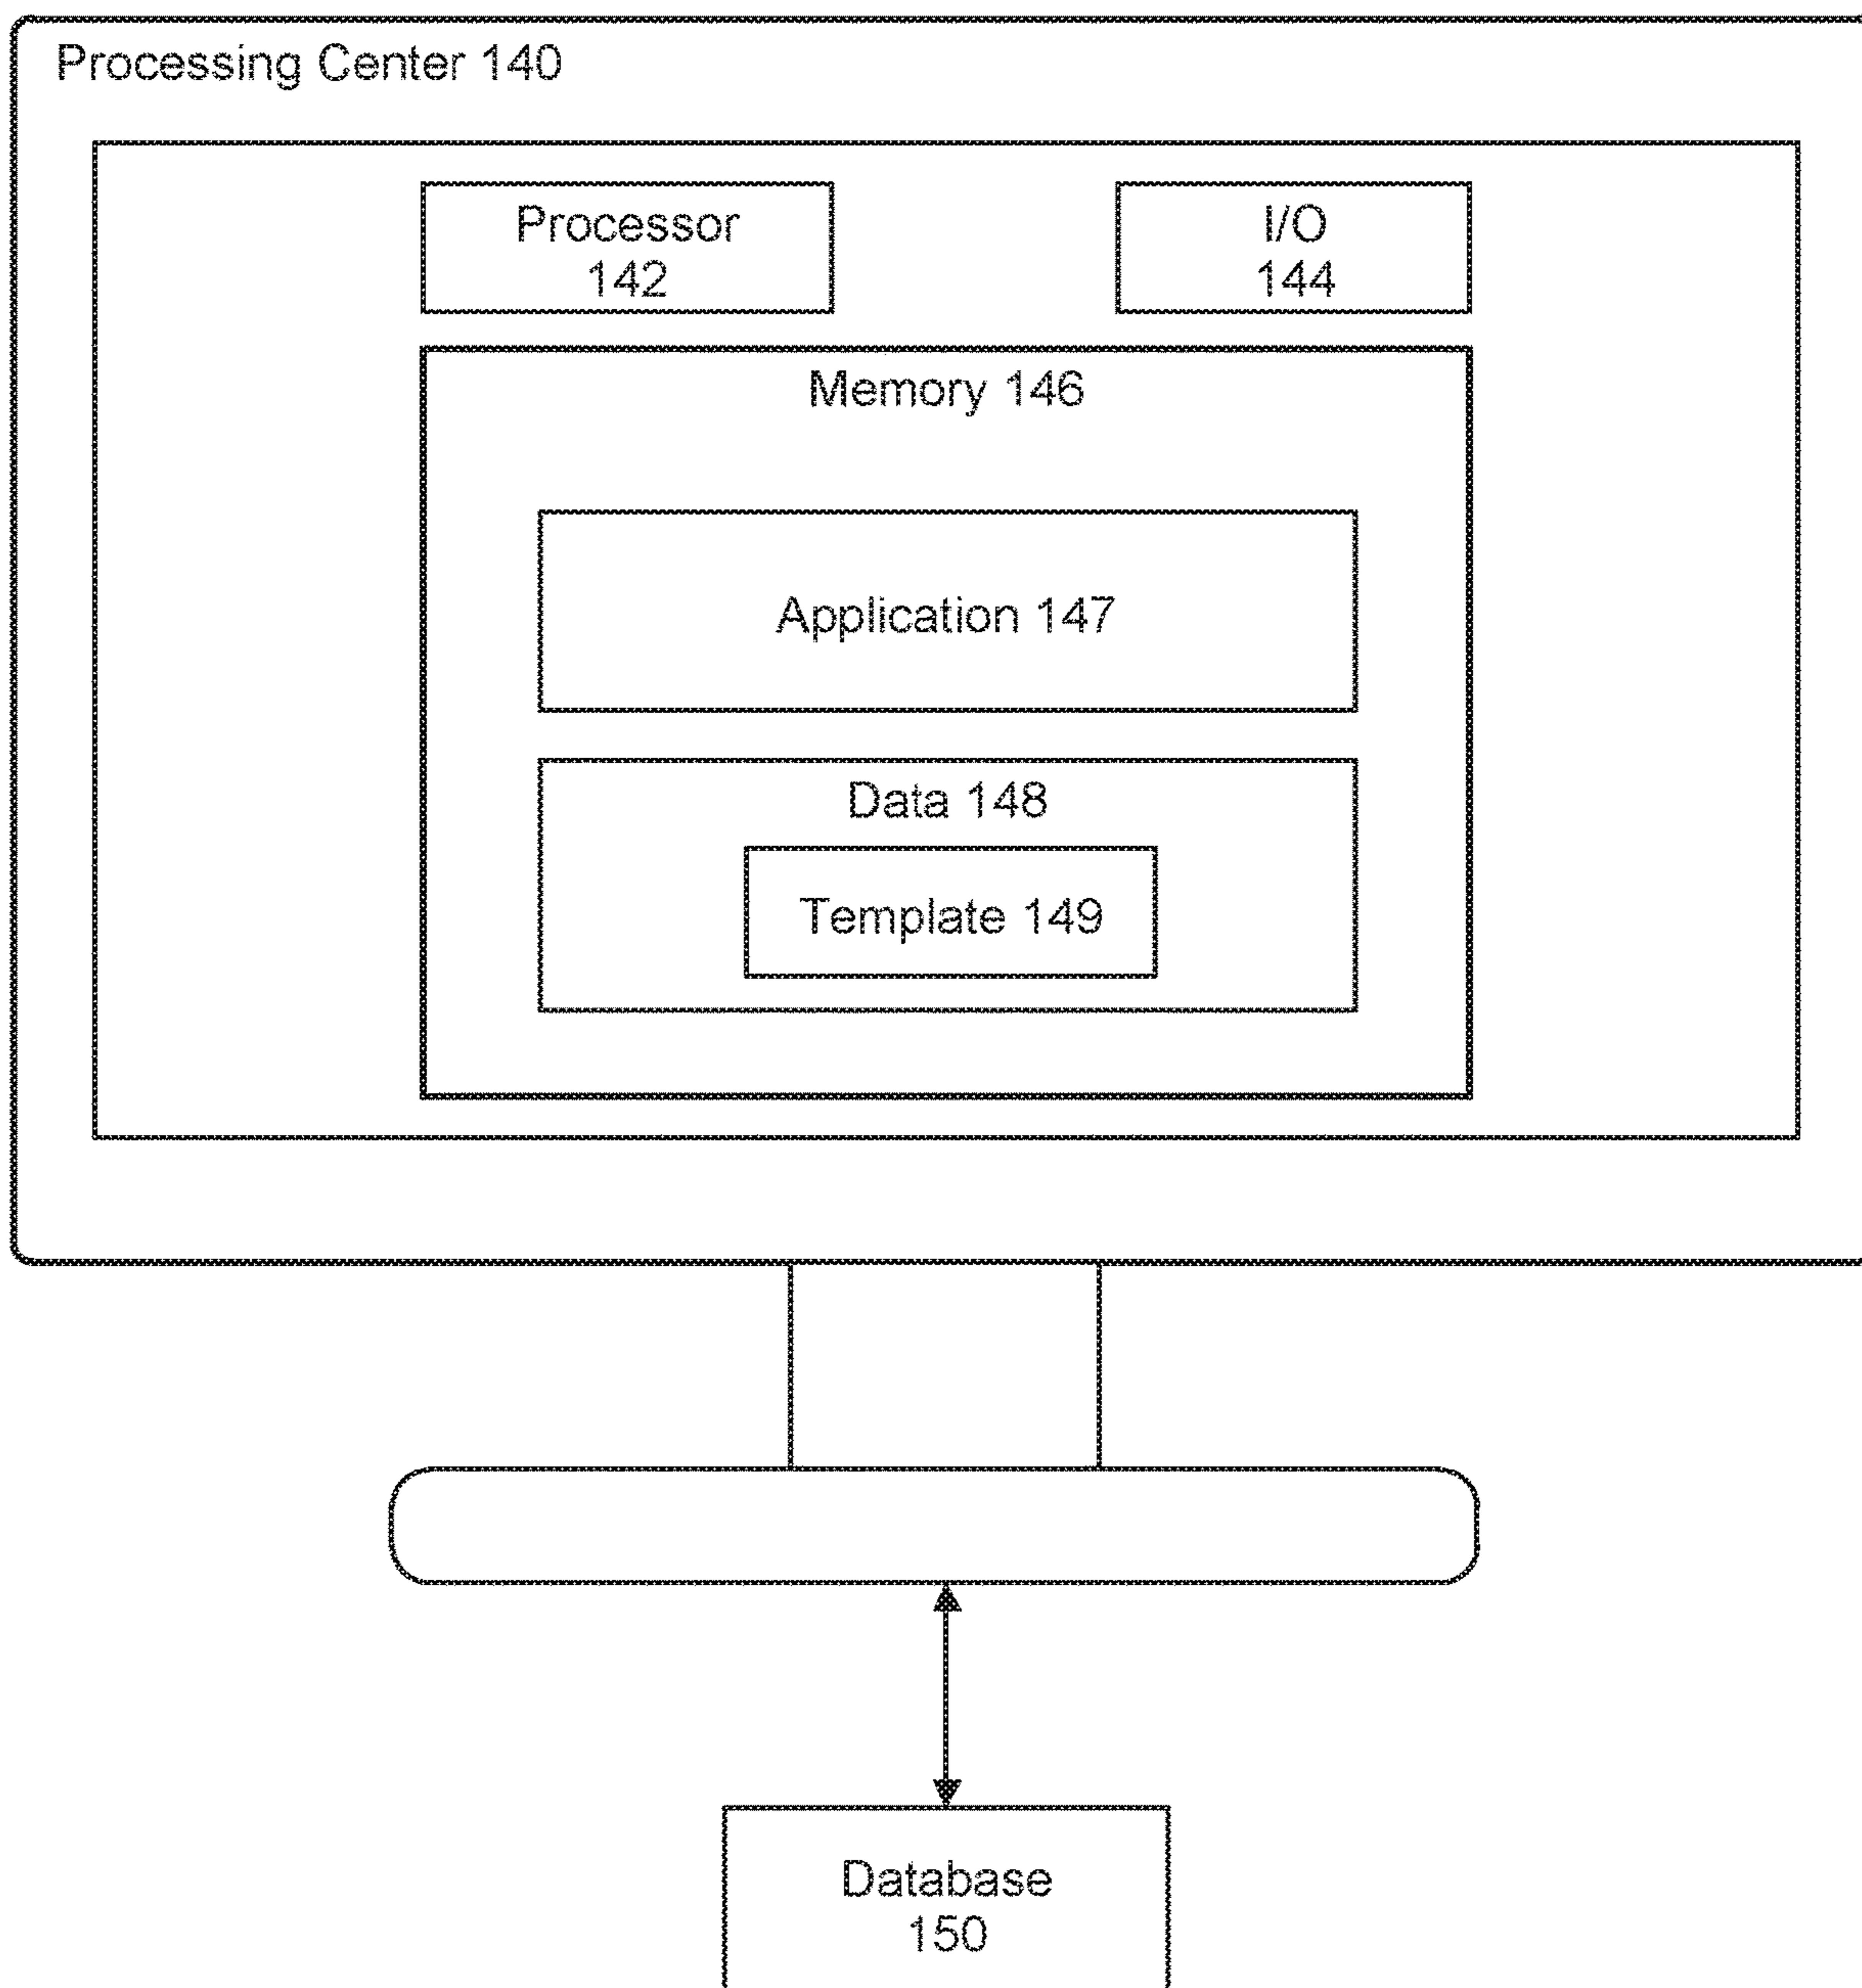 Processing Center 140
Processor
142
I/O
144
Memory 146
Application 147
Data 148
Template 149
Database
150